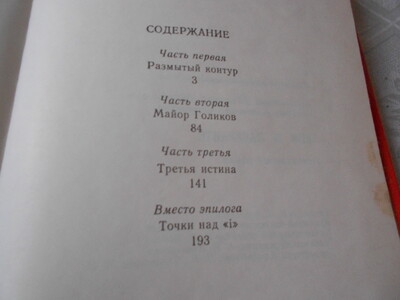 СОДЕРЖАНИЕ
Часть первая
Размытый контур
3
Часть вторая
Майор Голиков
84
Часть третья
Третья истина
141
Вместо эпилога
Точки над «i»
193